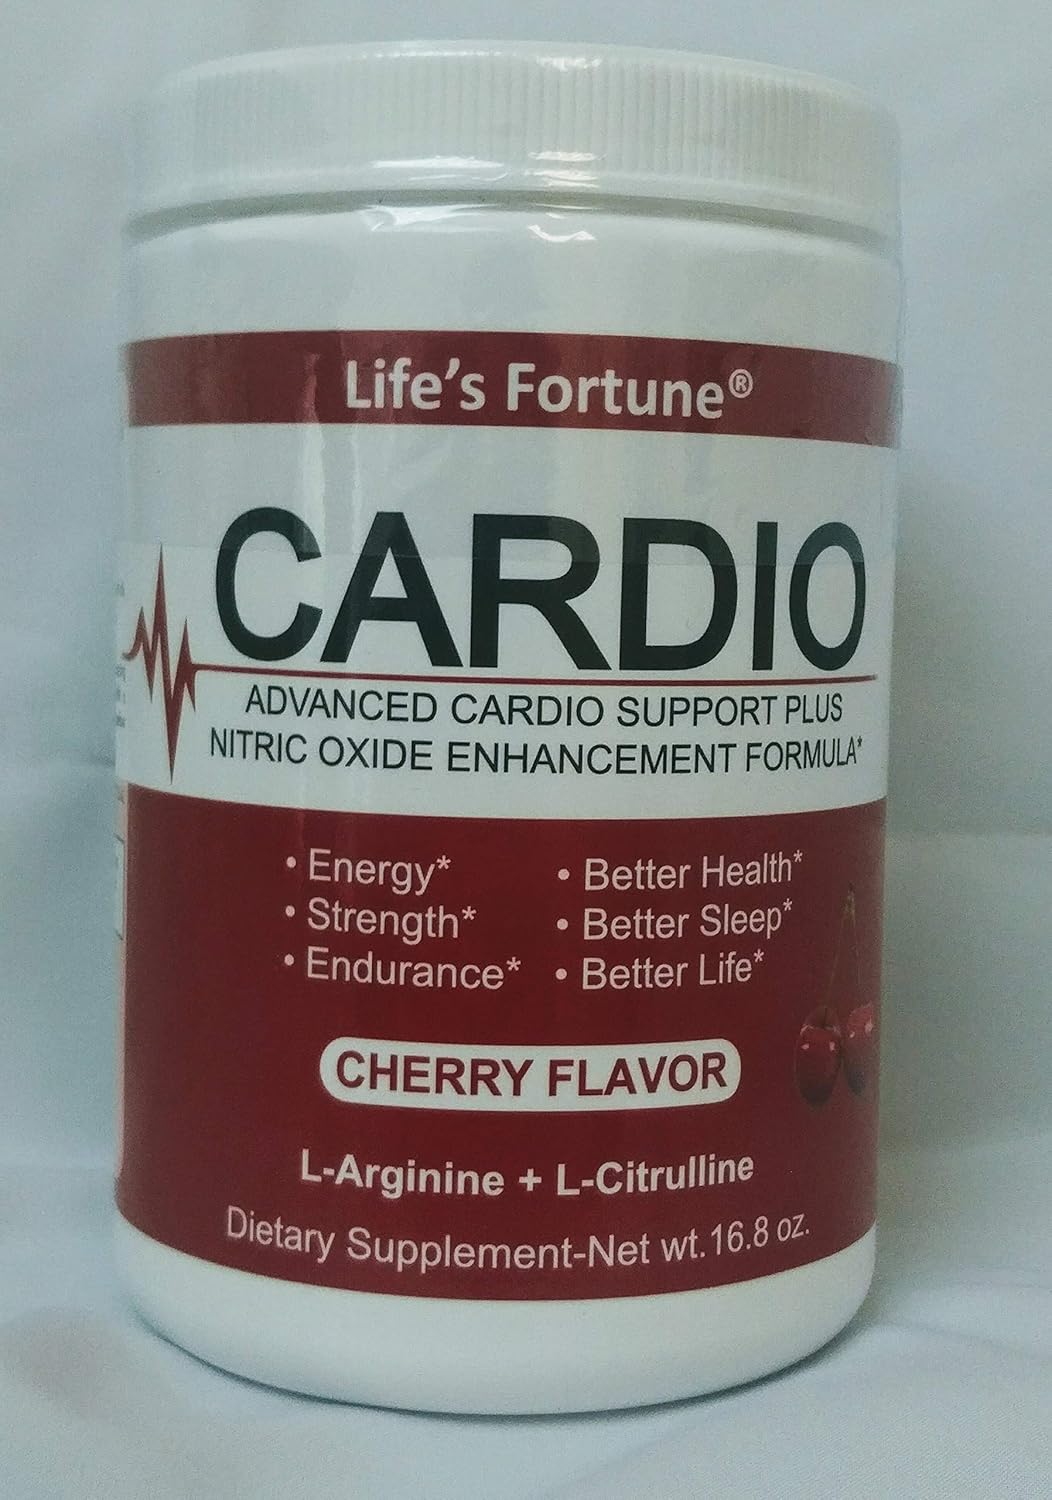 Life's Fortune®
CARDIO
ADVANCED CARDIO SUPPORT PLUS
NITRIC OXIDE ENHANCEMENT FORMULA*
• Energy*
• Strength*
• Endurance*
• Better Health*
• Better Sleep*
• Better Life*
CHERRY FLAVOR
L-Arginine + L-Citrulline
Dietary Supplement-Net wt. 16.8 oz.